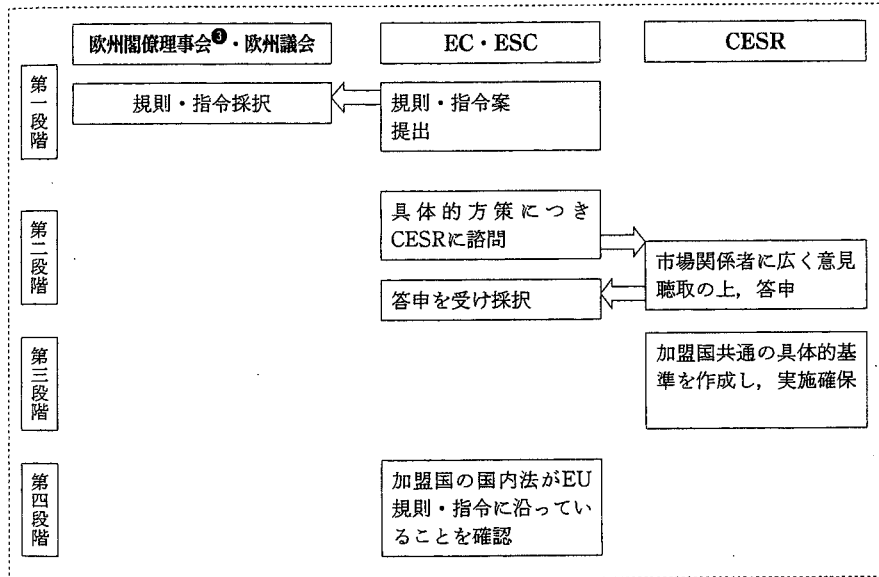 欧州閣僚理事会❸・欧州議会
EC・ESC
CESR
第一段階
規則・指令採択
規則・指令案
提出
第二段階
具体的方策につき
CESRに諮問
市場関係者に広く意見
聴取の上，答申
答申を受け採択
第三段階
加盟国共通の具体的基
準を作成し，実施確保
第四段階
加盟国の国内法がEU
規則・指令に沿ってい
ることを確認